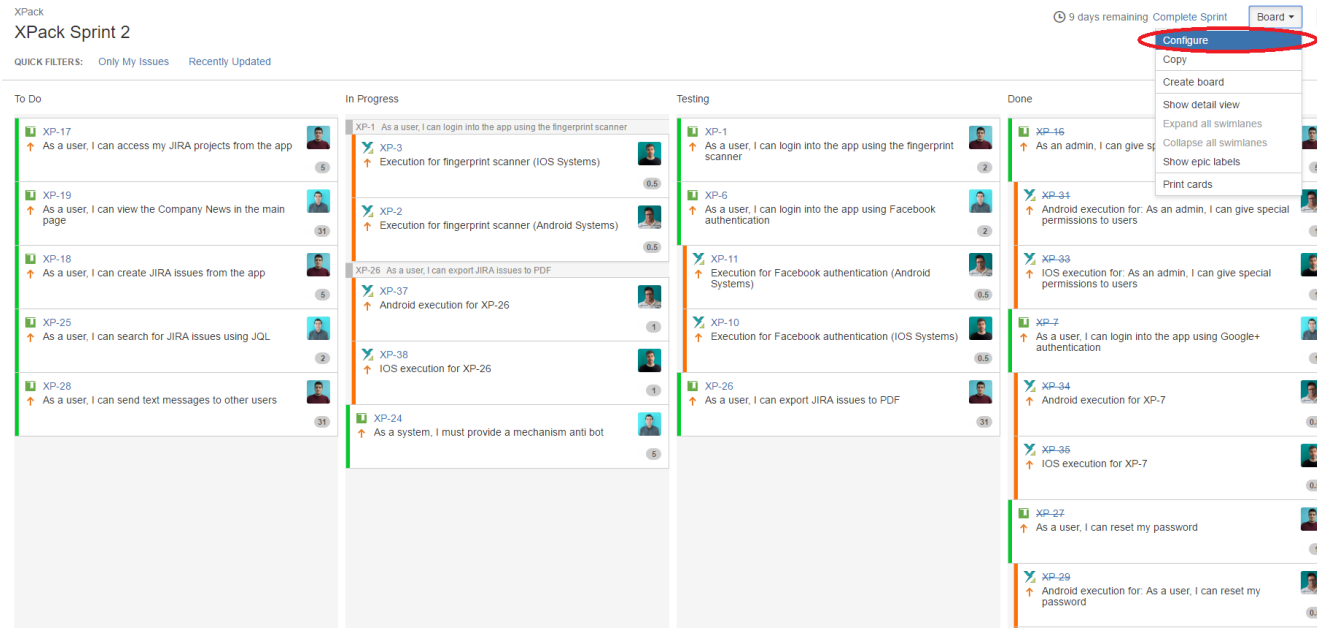 XPack
XPack Sprint 2
9 days remaining Complete Sprint Board
QUICK FILTERS: Only My Issues Recently Updated
Configure
Copy
Create board
Show detail view
Expand all swimlanes
Collapse all swimlanes
Show epic labels
Print cards
To Do
XP-17
As a user, I can access my JIRA projects from the app
5
XP-19
As a user, I can view the Company News in the main
page
31
XP-18
As a user, I can create JIRA issues from the app
5
XP-25
As a user, I can search for JIRA issues using JQL
2
XP-28
As a user, I can send text messages to other users
31
In Progress
XP-1 As a user, I can login into the app using the fingerprint scanner
XP-3
Execution for fingerprint scanner (IOS Systems)
0.5
XP-2
Execution for fingerprint scanner (Android Systems)
0.5
XP-26 As a user, I can export JIRA issues to PDF
XP-37
Android execution for XP-26
1
XP-38
IOS execution for XP-26
1
XP-24
As a system, I must provide a mechanism anti bot
5
Testing
XP-1
As a user, I can login into the app using the fingerprint
scanner
2
XP-6
As a user, I can login into the app using Facebook
authentication
2
XP-11
Execution for Facebook authentication (Android
Systems)
0.5
XP-10
Execution for Facebook authentication (IOS Systems)
0.5
XP-26
As a user, I can export JIRA issues to PDF
31
Done
XP-16
As an admin, I can give
XP-31
Android execution for: As an admin, I can give special
permissions to users
XP-33
IOS execution for: As an admin, I can give special
permissions to users
XP-7
As a user, I can login into the app using Google+
authentication
XP-34
Android execution for XP-7
XP-35
IOS execution for XP-7
XP-27
As a user, I can reset my password
XP-29
Android execution for: As a user, I can reset my
password